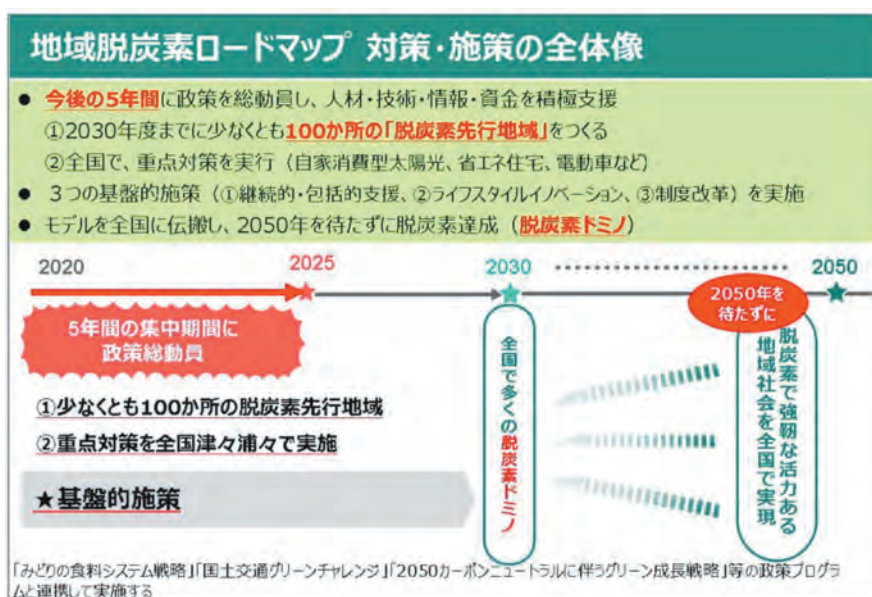 地域脱炭素ロードマップ 対策・施策の全体像
● 今後の5年間に政策を総動員し、人材・技術・情報・資金を積極支援
①2030年度までに少なくとも100か所の「脱炭素先行地域」をつくる
②全国で、重点対策を実行（自家消費型太陽光、省エネ住宅、電動車など）
● 3つの基盤的施策（①継続的・包括的支援、②ライフスタイルイノベーション、③制度改革）を実施
● モデルを全国に伝搬し、2050年を待たずに脱炭素達成（脱炭素ドミノ）
2020 2025 2030 2050
2050年を
待たずに
5年間の集中期間に
政策総動員
①少なくとも100か所の脱炭素先行地域
②重点対策を全国津々浦々で実施
★基盤的施策
全国で多くの脱炭素ドミノ
脱炭素で強靭な活力ある
地域社会を全国で実現
「みどりの食料システム戦略」「国土交通グリーンチャレンジ」「2050カーボンニュートラルに伴うグリーン成長戦略」等の政策プログラ
ムと連携して実施する